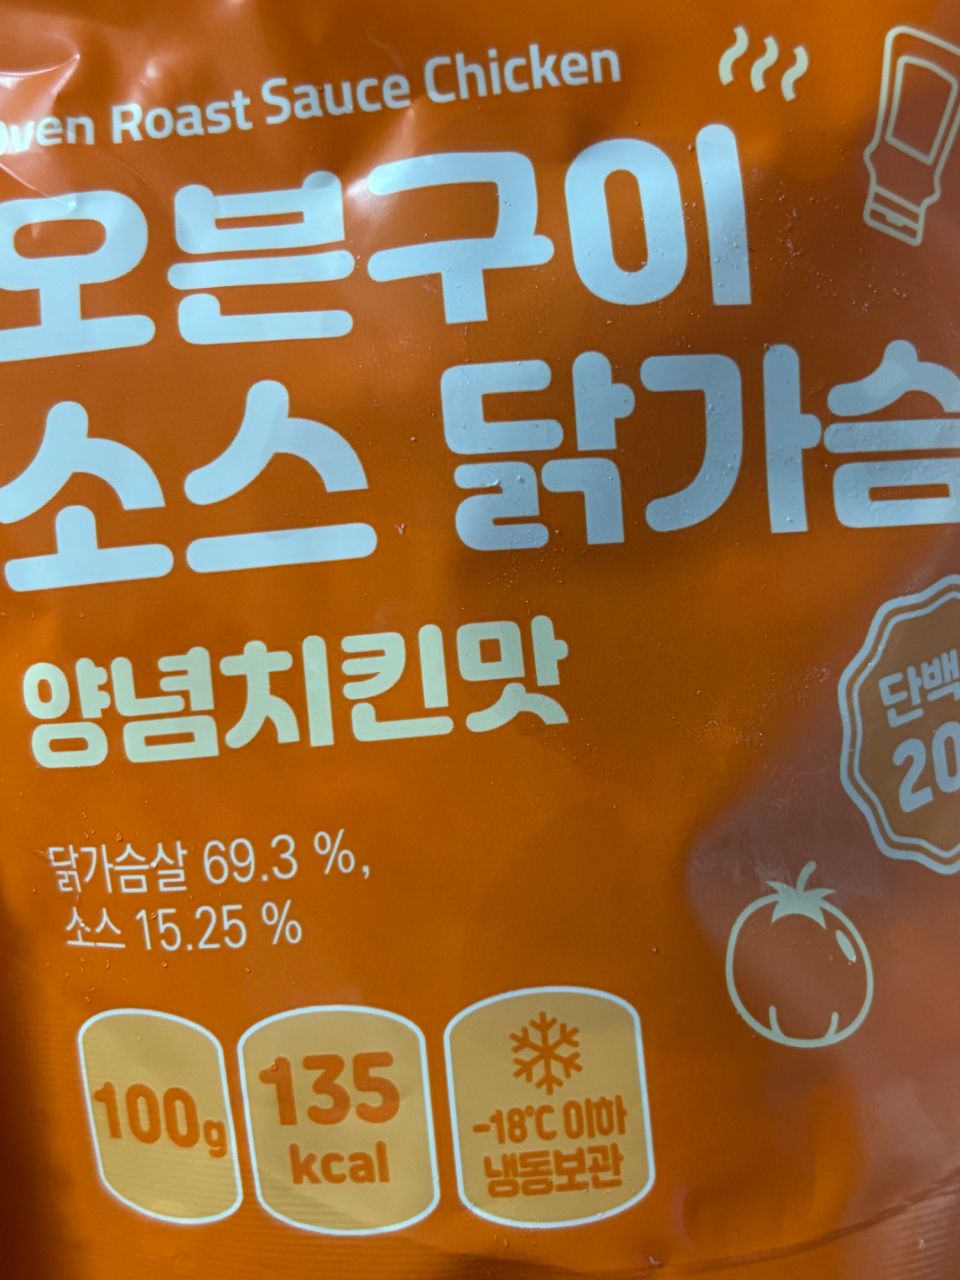 Oven Roast Sauce Chicken
오븐구이
소스 닭가슴
양념치킨맛
단백
20
닭가슴살 69.3 %,
소스 15.25 %
100g
135
kcal
-18℃ 이하
냉동보관